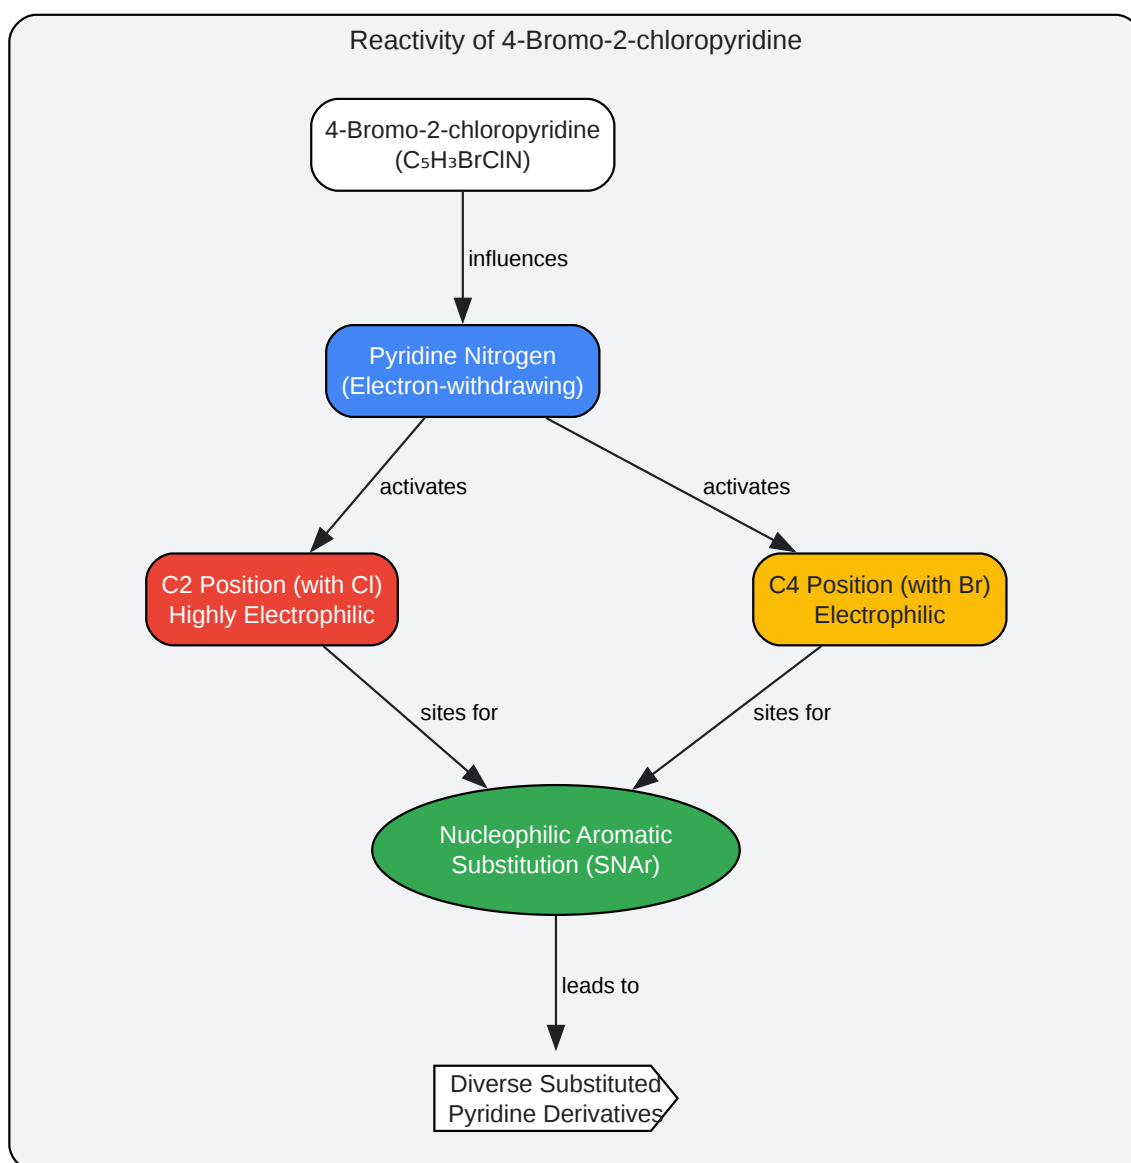 Reactivity of 4-Bromo-2-chloropyridine
4-Bromo-2-chloropyridine
(C₅H₃BrClN)
influences
Pyridine Nitrogen
(Electron-withdrawing)
activates
activates
C2 Position (with Cl)
Highly Electrophilic
C4 Position (with Br)
Electrophilic
sites for
sites for
Nucleophilic Aromatic
Substitution (SNAr)
leads to
Diverse Substituted
Pyridine Derivatives